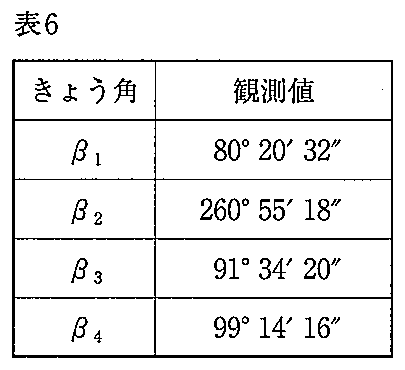 表6
きょう角 観測値
β1 80° 20′ 32″
β2 260° 55′ 18″
β3 91° 34′ 20″
β4 99° 14′ 16″